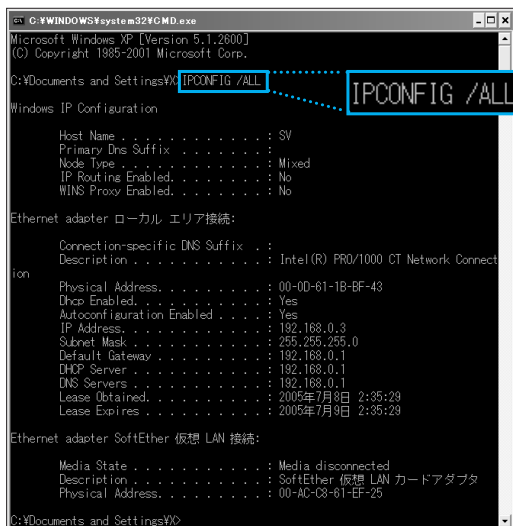 C:¥WINDOWS¥system32¥CMD.exe
Microsoft Windows XP [Version 5.1.2600]
(C) Copyright 1985-2001 Microsoft Corp.
C:¥Documents and Settings¥X>IPCONFIG /ALL
IPCONFIG /ALL
Windows IP Configuration
Host Name . . . . . . . . . . . . : SV
Primary Dns Suffix  . . . . . . . :
Node Type . . . . . . . . . . . . : Mixed
IP Routing Enabled. . . . . . . . : No
WINS Proxy Enabled. . . . . . . . : No
Ethernet adapter ローカル エリア接続:
Connection-specific DNS Suffix  . :
Description . . . . . . . . . . . : Intel(R) PRO/1000 CT Network Connect
ion
Physical Address. . . . . . . . . : 00-0D-61-1B-BF-43
Dhcp Enabled. . . . . . . . . . . : Yes
Autoconfiguration Enabled . . . . : Yes
IP Address. . . . . . . . . . . . : 192.168.0.3
Subnet Mask . . . . . . . . . . . : 255.255.255.0
Default Gateway . . . . . . . . . : 192.168.0.1
DHCP Server . . . . . . . . . . . : 192.168.0.1
DNS Servers . . . . . . . . . . . : 192.168.0.1
Lease Obtained. . . . . . . . . . : 2005年7月8日  2:35:29
Lease Expires . . . . . . . . . . : 2005年7月9日  2:35:29
Ethernet adapter SoftEther 仮想 LAN 接続:
Media State . . . . . . . . . . . : Media disconnected
Description . . . . . . . . . . . : SoftEther 仮想 LAN カードアダプタ
Physical Address. . . . . . . . . : 00-AC-C8-61-EF-25
C:¥Documents and Settings¥X>